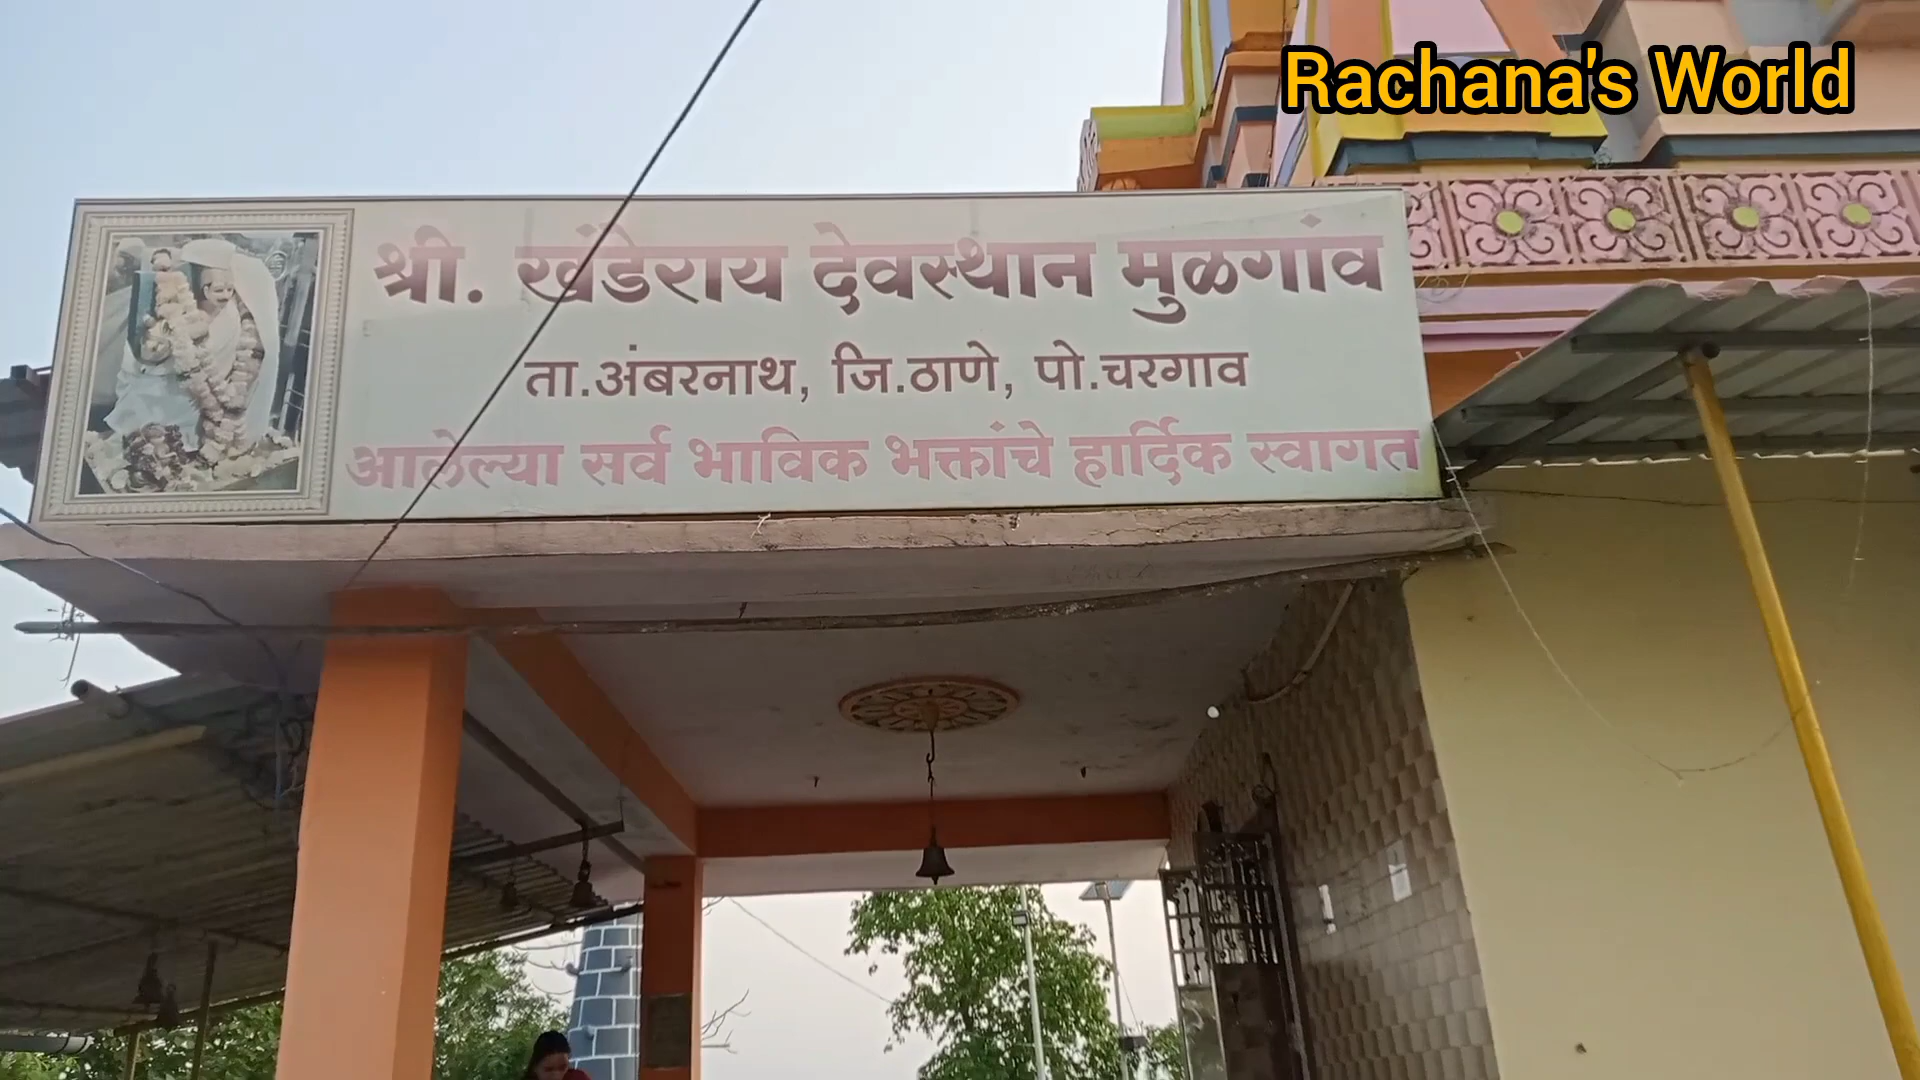 Rachana's World
श्री. खंडेराय देवस्थान मुळगांव
ता.अंबरनाथ, जि.ठाणे, पो.चरगाव
आलेल्या सर्व भाविक भक्तांचे हार्दिक स्वागत